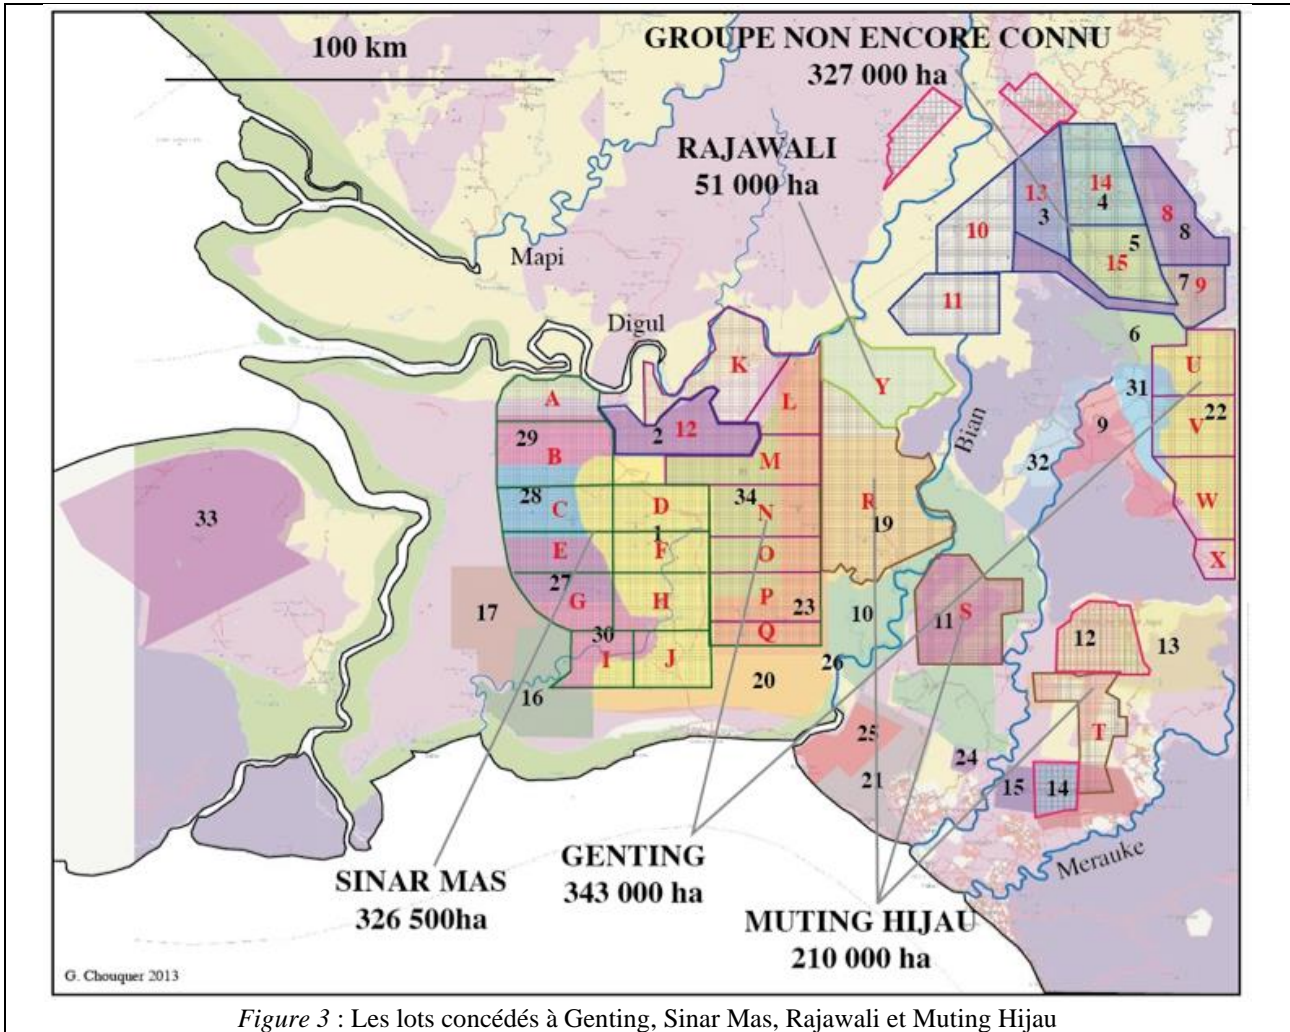 100 km
GROUPE NON ENCORE CONNU
327 000 ha
RAJAWALI
51 000 ha
Mapi
Digul
Bian
Merauke
13
14
3
4
8
8
10
5
15
7
9
11
6
K
Y
U
A
L
31
22
29
2
12
9
V
B
M
32
28
C
D
34
N
R
19
W
1
E
F
O
X
27
G
H
P
23
10
11
S
30
Q
12
13
33
17
I
J
20
26
16
T
25
24
21
15
14
SINAR MAS
326 500ha
GENTING
343 000 ha
MUTING HIJAU
210 000 ha
G. Chouquer 2013
Figure 3 : Les lots concédés à Genting, Sinar Mas, Rajawali et Muting Hijau